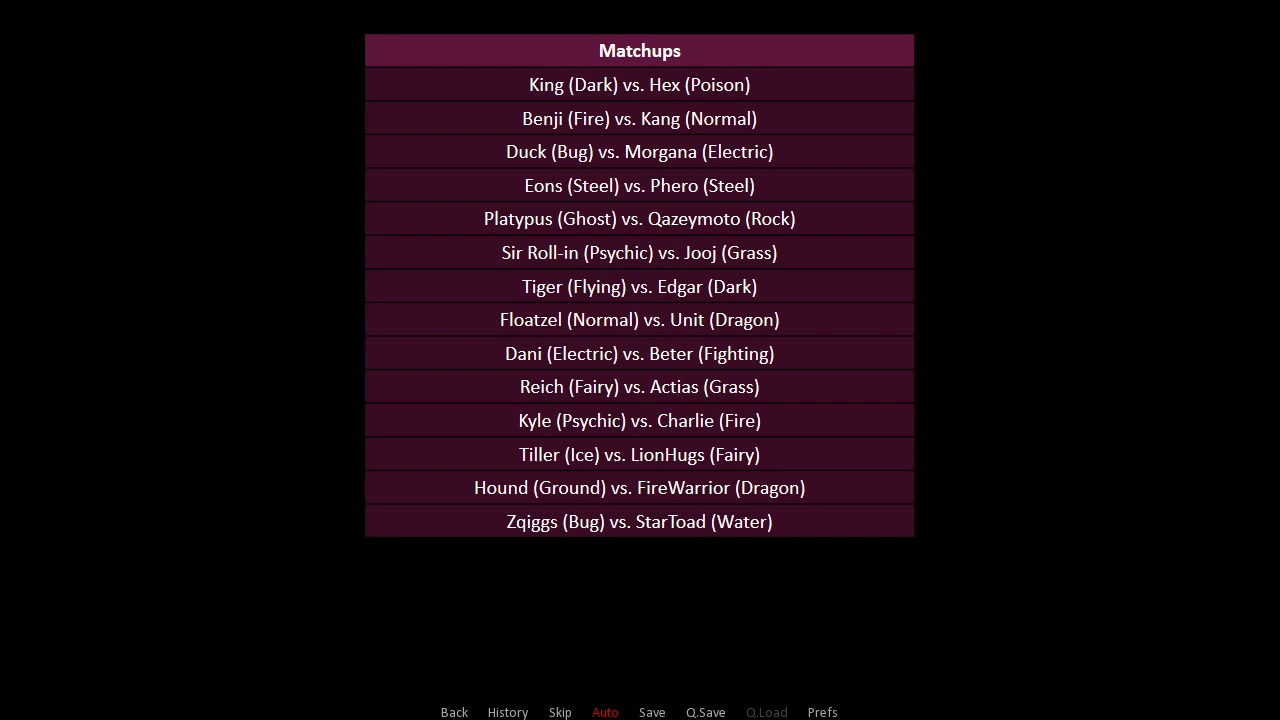 Matchups
King (Dark) vs. Hex (Poison)
Benji (Fire) vs. Kang (Normal)
Duck (Bug) vs. Morgana (Electric)
Eons (Steel) vs. Phero (Steel)
Platypus (Ghost) vs. Qazeymoto (Rock)
Sir Roll-in (Psychic) vs. Jooj (Grass)
Tiger (Flying) vs. Edgar (Dark)
Floatzel (Normal) vs. Unit (Dragon)
Dani (Electric) vs. Beter (Fighting)
Reich (Fairy) vs. Actias (Grass)
Kyle (Psychic) vs. Charlie (Fire)
Tiller (Ice) vs. LionHugs (Fairy)
Hound (Ground) vs. FireWarrior (Dragon)
Zqiggs (Bug) vs. StarToad (Water)
Back History Skip Auto Save Q.Save Q.Load Prefs